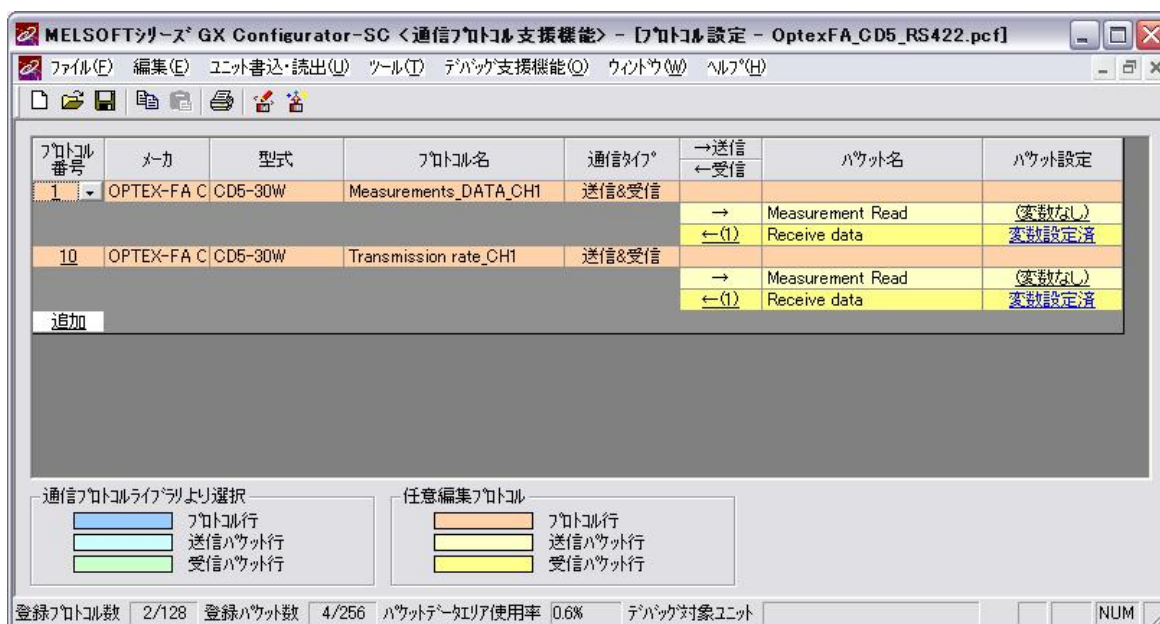 MELSOFTシリーズ GX Configurator-SC <通信プロトコル支援機能> - [プロトコル設定 - OptexFA_CD5_RS422.pcf]
ファイル(F) 編集(E) ユニット書込・読出(U) ツール(T) デバッグ支援機能(O) ウィンドウ(W) ヘルプ(H)
プロトコル番号 メーカ 型式 プロトコル名 通信タイプ →送信 ←受信 パケット名 パケット設定
1 OPTEX-FA C CD5-30W Measurements_DATA_CH1 送信&受信
→ Measurement Read (変数なし)
←(1) Receive data 変数設定済
10 OPTEX-FA C CD5-30W Transmission rate_CH1 送信&受信
→ Measurement Read (変数なし)
←(1) Receive data 変数設定済
追加
通信プロトコルライブラリより選択
プロトコル行
送信パケット行
受信パケット行
任意編集プロトコル
プロトコル行
送信パケット行
受信パケット行
登録プロトコル数 2/128 登録パケット数 4/256 パケットデータエリア使用率 0.6% デバッグ対象ユニット NUM